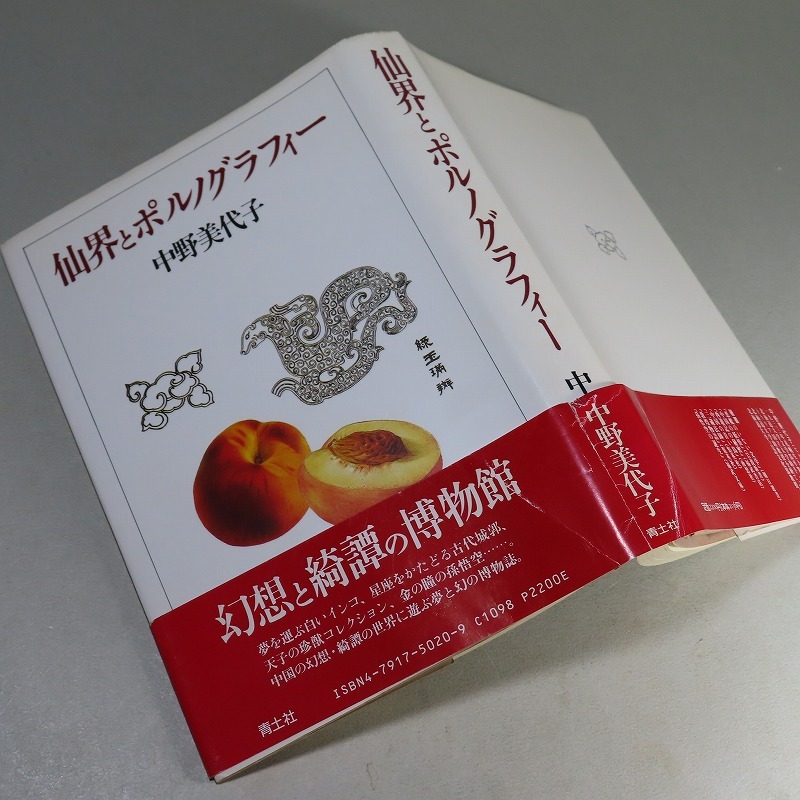 仙界とポルノグラフィー
中野美代子
幻想と綺譚の博物館
夢を運ぶ白いインコ、星座をかたどる古代城郭、
天子の珍獣コレクション、金の瞳の孫悟空……。
中国の幻想・綺譚の世界に遊ぶ夢と幻の博物誌。
ISBN4-7917-5020-9 C1098 P2200E
青土社
仙界とポルノグラフィー
中
中野美代子
青土社